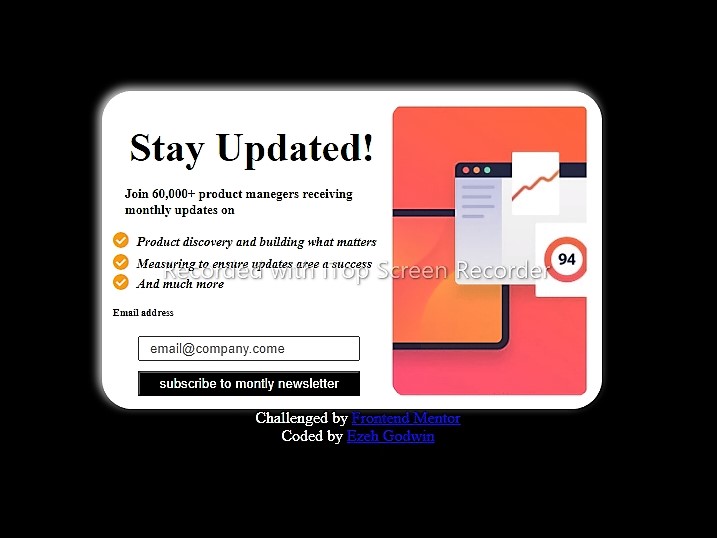 Stay Updated!
Join 60,000+ product manegers receiving
monthly updates on
Product discovery and building what matters
Measuring to ensure updates aree a success
Recorded with iTop Screen Recorder
And much more
Email address
email@company.come
subscribe to montly newsletter
94
Challenged by Frontend Mentor
Coded by Ezeh Godwin